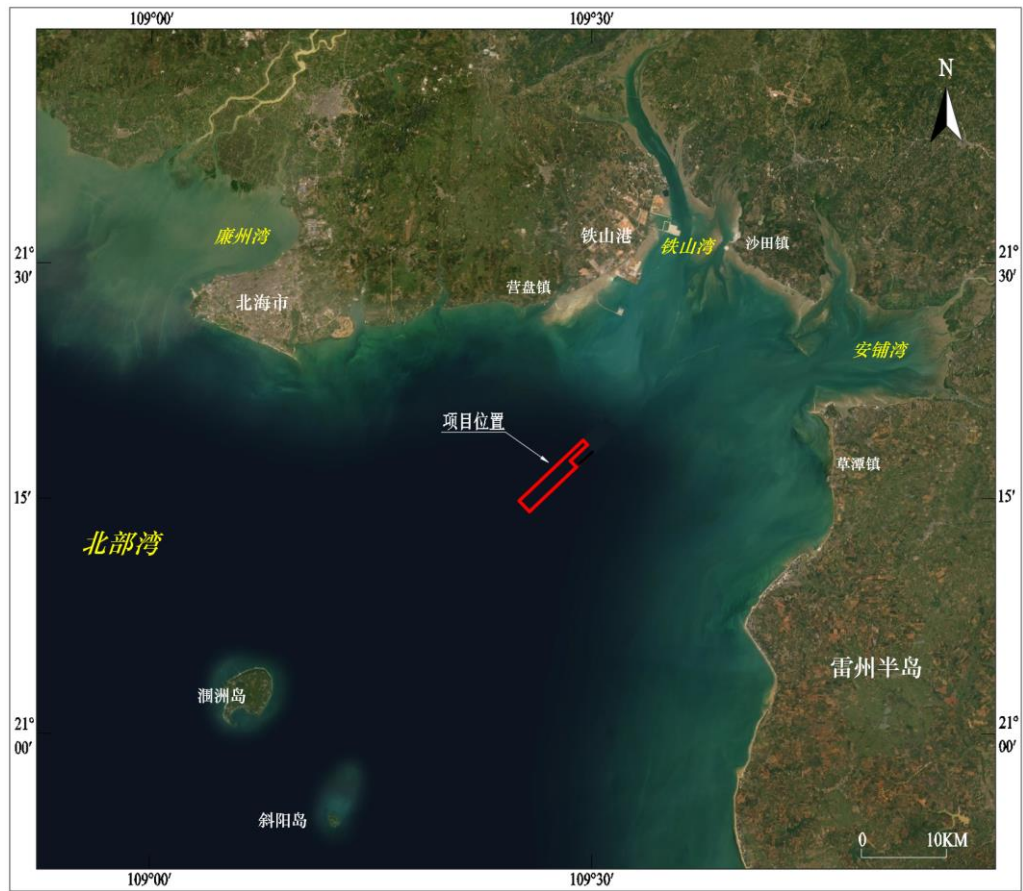 109°00′
109°30′
N
廉州湾
铁山港
铁山湾
沙田镇
21°
30′
21°
30′
北海市
营盘镇
安铺湾
项目位置
草潭镇
15′
15′
北部湾
雷州半岛
涠洲岛
21°
00′
21°
00′
斜阳岛
0
10KM
109°00′
109°30′